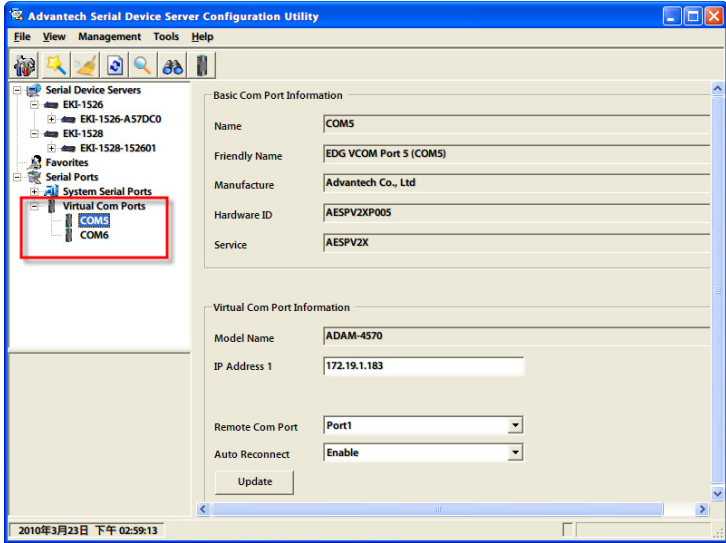 Advantech Serial Device Server Configuration Utility
File View Management Tools Help
Serial Device Servers
EKI-1526
EKI-1526-A57DC0
EKI-1528
EKI-1528-152601
Favorites
Serial Ports
System Serial Ports
Virtual Com Ports
COM5
COM6
Basic Com Port Information
Name COM5
Friendly Name EDG VCOM Port 5 (COM5)
Manufacture Advantech Co., Ltd
Hardware ID AESPV2XP005
Service AESPV2X
Virtual Com Port Information
Model Name ADAM-4570
IP Address 1 172.19.1.183
Remote Com Port Port1
Auto Reconnect Enable
Update
2010年3月23日 下午 02:59:13